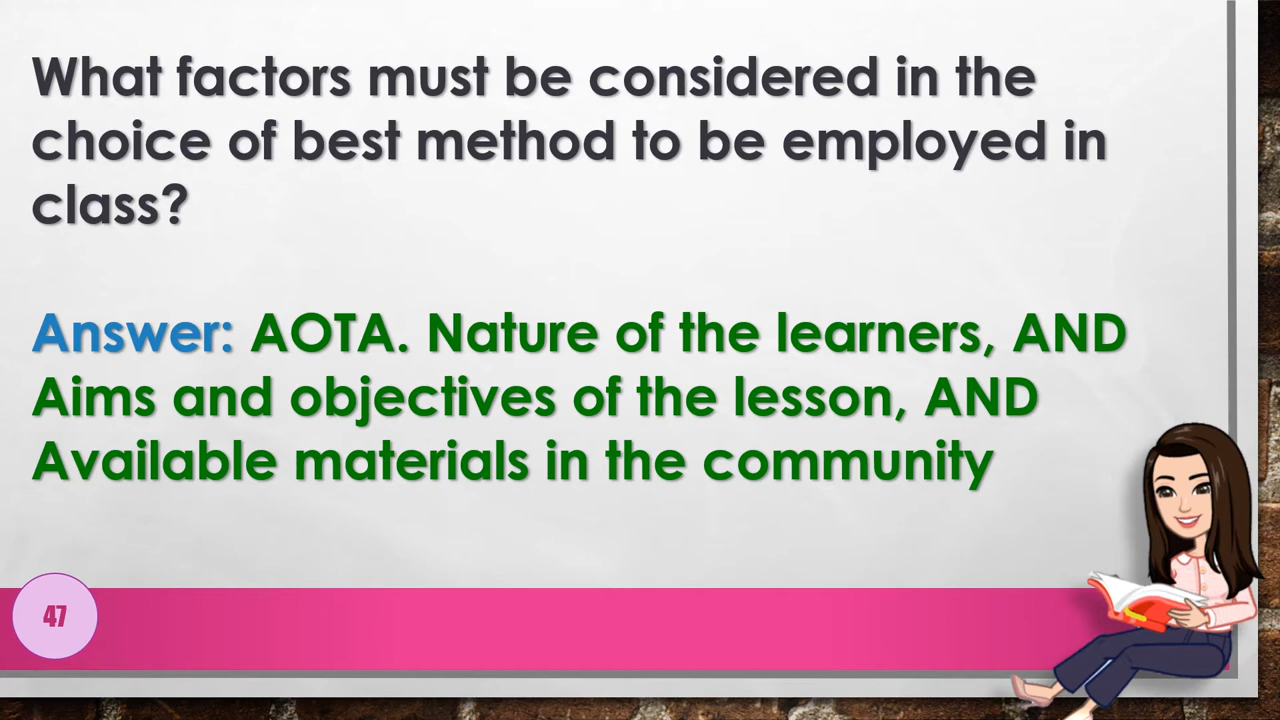 What factors must be considered in the
choice of best method to be employed in
class?
Answer: AOTA. Nature of the learners, AND
Aims and objectives of the lesson, AND
Available materials in the community
47